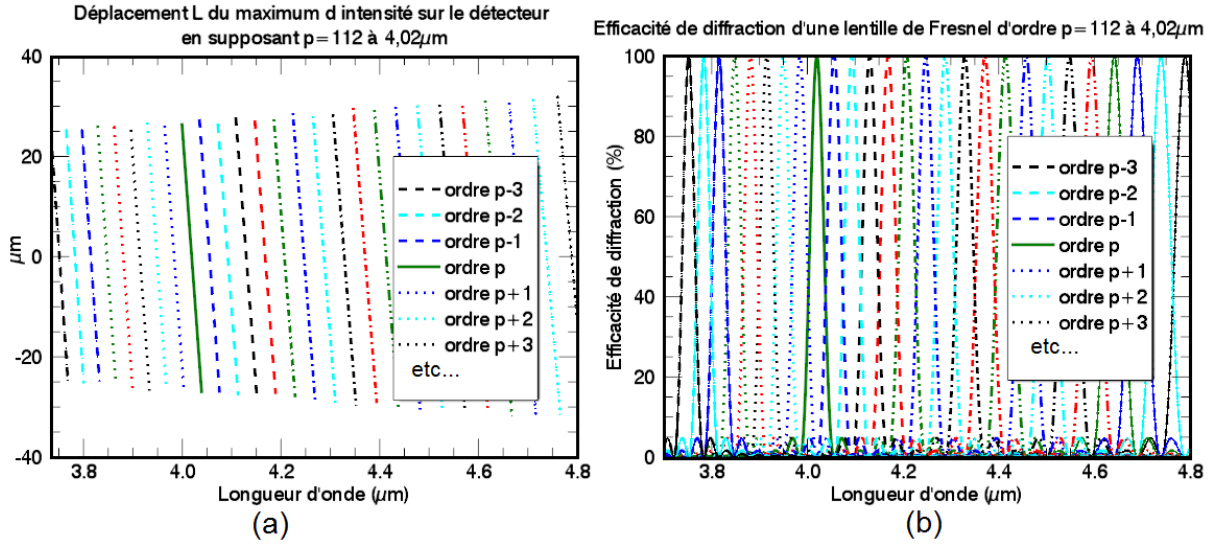 Déplacement L du maximum d intensité sur le détecteur
en supposant p=112 à 4,02µm
40
20
0
-20
-40
µm
3.8
4.0
4.2
4.4
4.6
4.8
Longueur d'onde (µm)
ordre p-3
ordre p-2
ordre p-1
ordre p
ordre p+1
ordre p+2
ordre p+3
etc...
(a)
Efficacité de diffraction d'une lentille de Fresnel d'ordre p=112 à 4,02µm
100
80
60
40
20
0
Efficacité de diffraction (%)
3.8
4.0
4.2
4.4
4.6
4.8
Longueur d'onde (µm)
ordre p-3
ordre p-2
ordre p-1
ordre p
ordre p+1
ordre p+2
ordre p+3
etc...
(b)